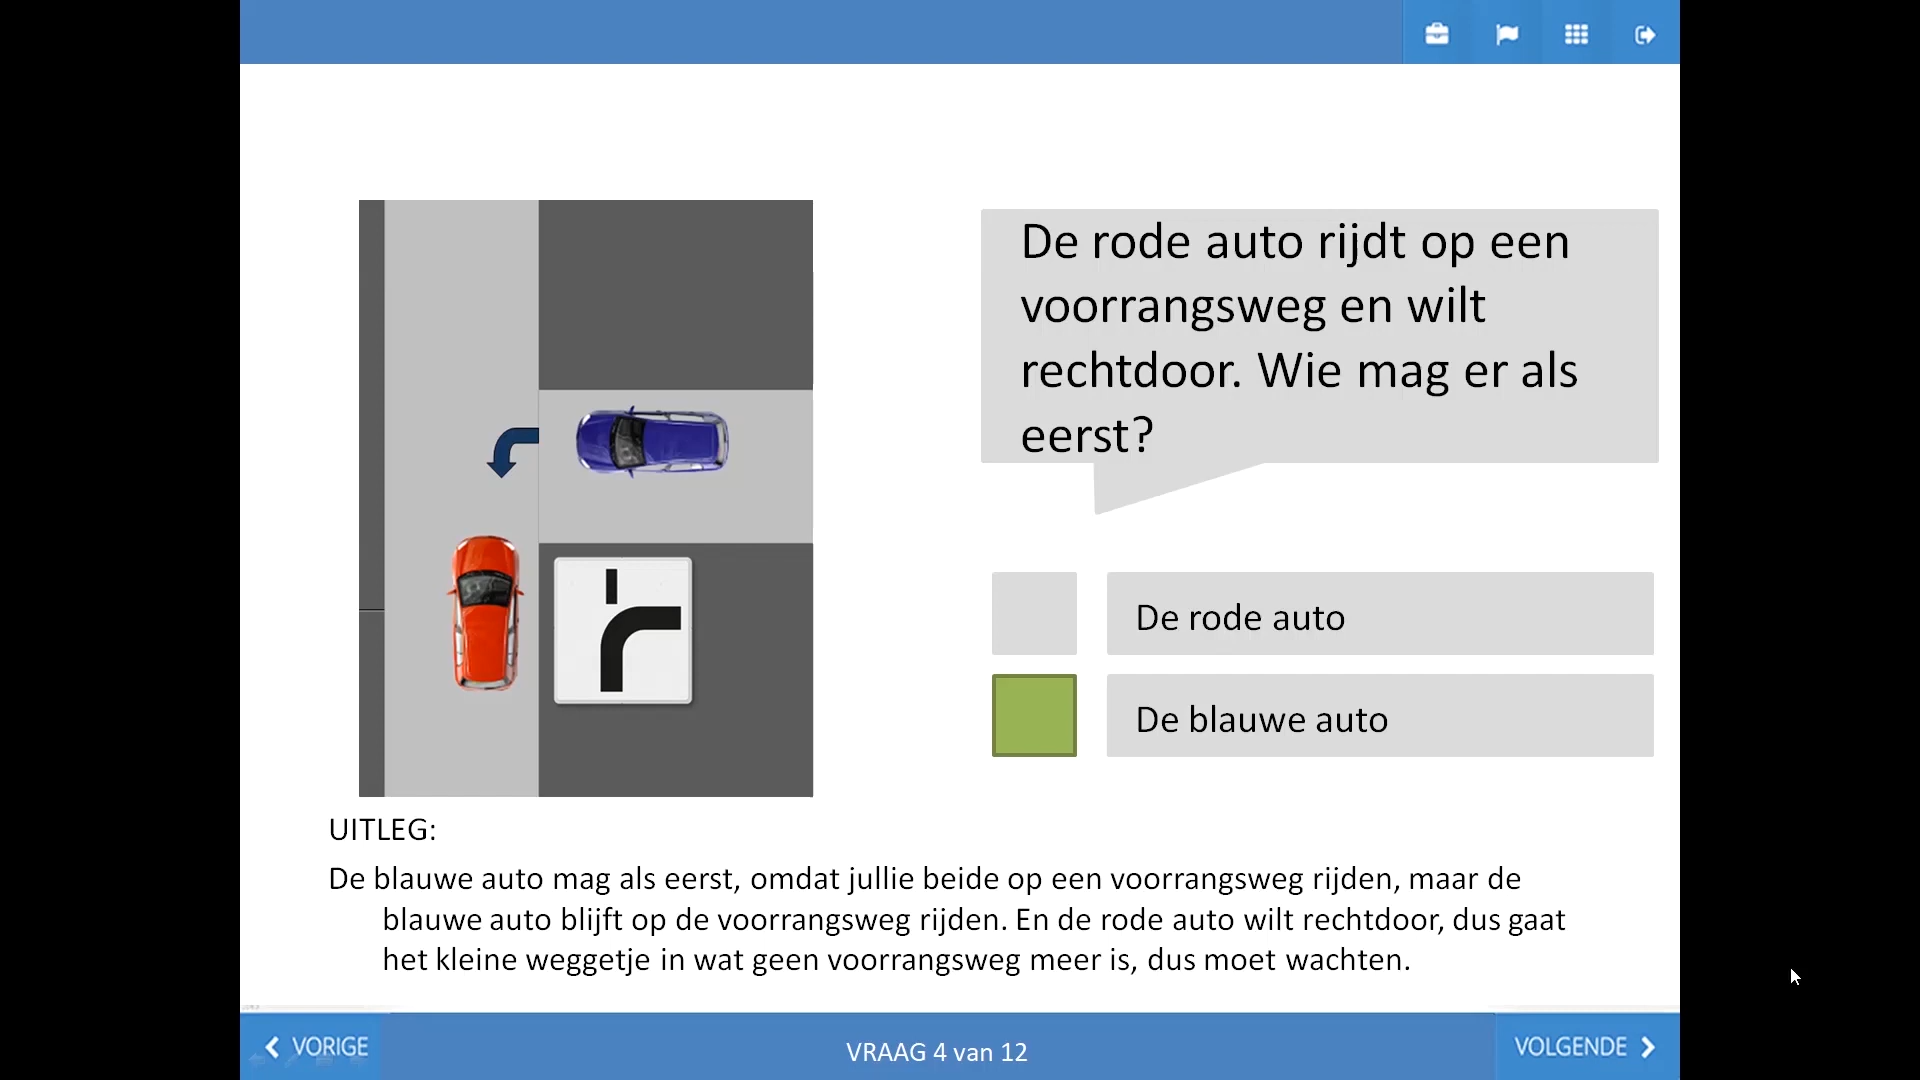 De rode auto rijdt op een
voorrangsweg en wilt
rechtdoor. Wie mag er als
eerst?
De rode auto
De blauwe auto
UITLEG:
De blauwe auto mag als eerst, omdat jullie beide op een voorrangsweg rijden, maar de
blauwe auto blijft op de voorrangsweg rijden. En de rode auto wilt rechtdoor, dus gaat
het kleine weggetje in wat geen voorrangsweg meer is, dus moet wachten.
VORIGE
VRAAG 4 van 12
VOLGENDE